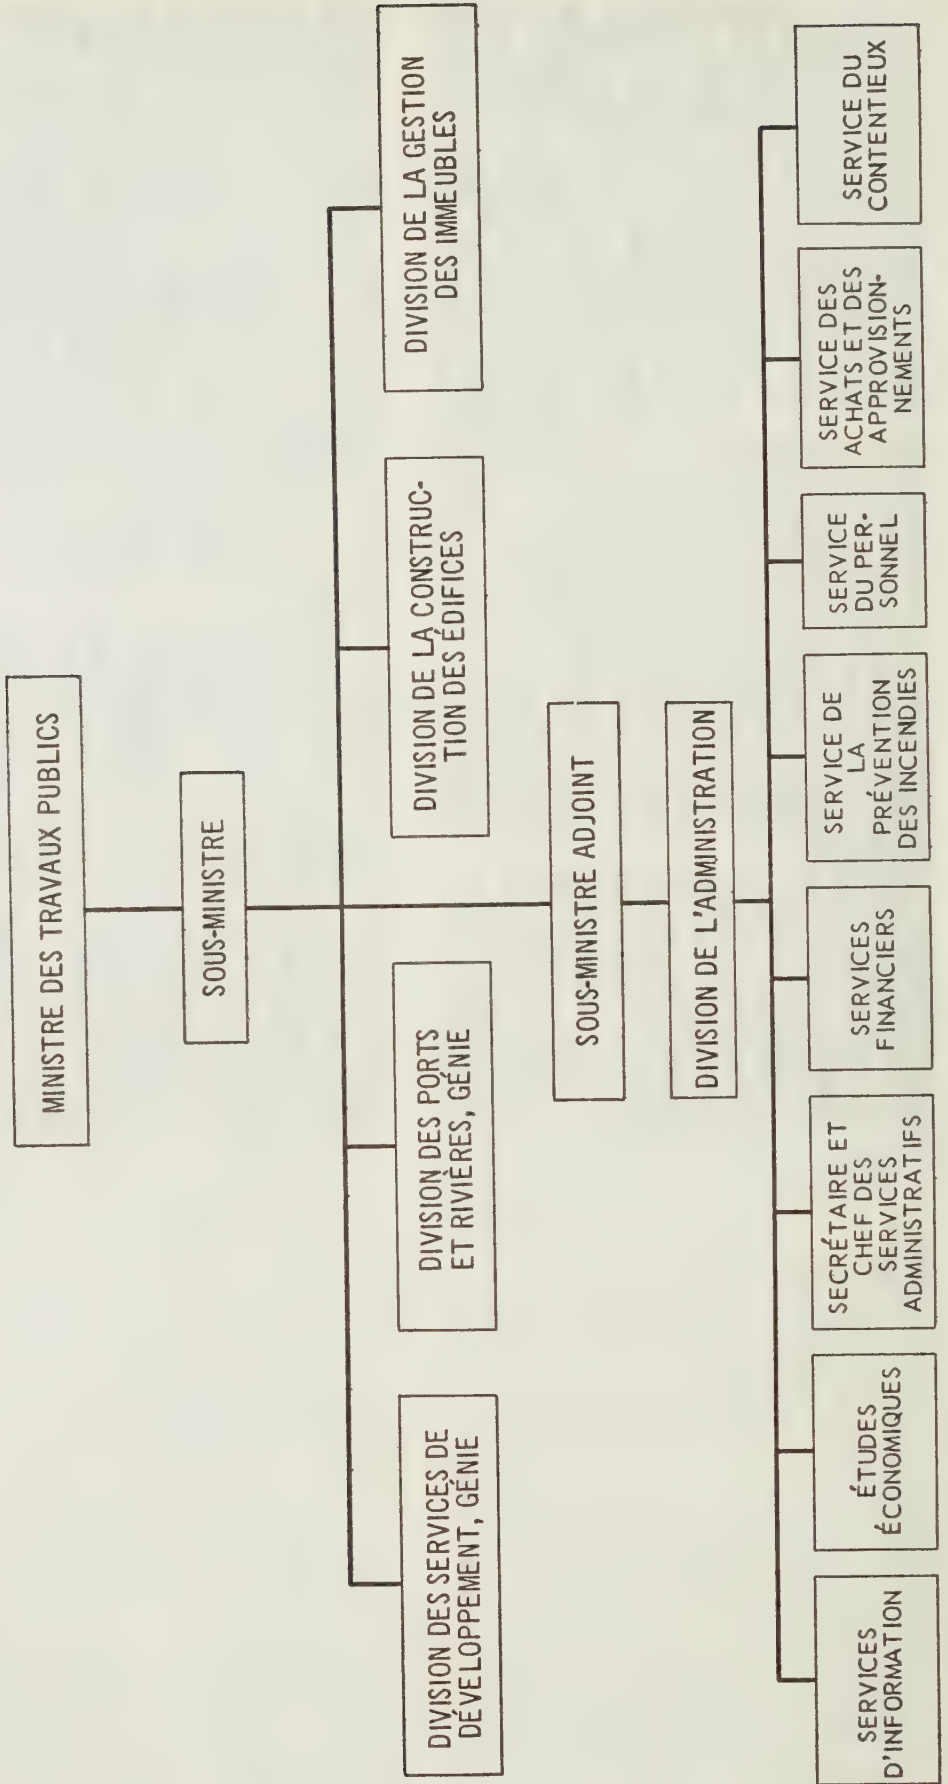 MINISTRE DES TRAVAUX PUBLICS
SOUS-MINISTRE
DIVISION DES SERVICES DE
DÉVELOPPEMENT, GÉNIE
DIVISION DES PORTS
ET RIVIÈRES, GÉNIE
DIVISION DE LA CONSTRUC-
TION DES ÉDIFICES
DIVISION DE LA GESTION
DES IMMEUBLES
SOUS-MINISTRE ADJOINT
DIVISION DE L'ADMINISTRATION
SERVICES
D'INFORMATION
ÉTUDES
ÉCONOMIQUES
SECRÉTAIRE ET
CHEF DES
SERVICES
ADMINISTRATIFS
SERVICES
FINANCIERS
SERVICE DE
LA
PRÉVENTION
DES INCENDIES
SERVICE
DU PER-
SONNEL
SERVICE DES
ACHATS ET DES
APPROVISION-
NEMENTS
SERVICE DU
CONTENTIEUX